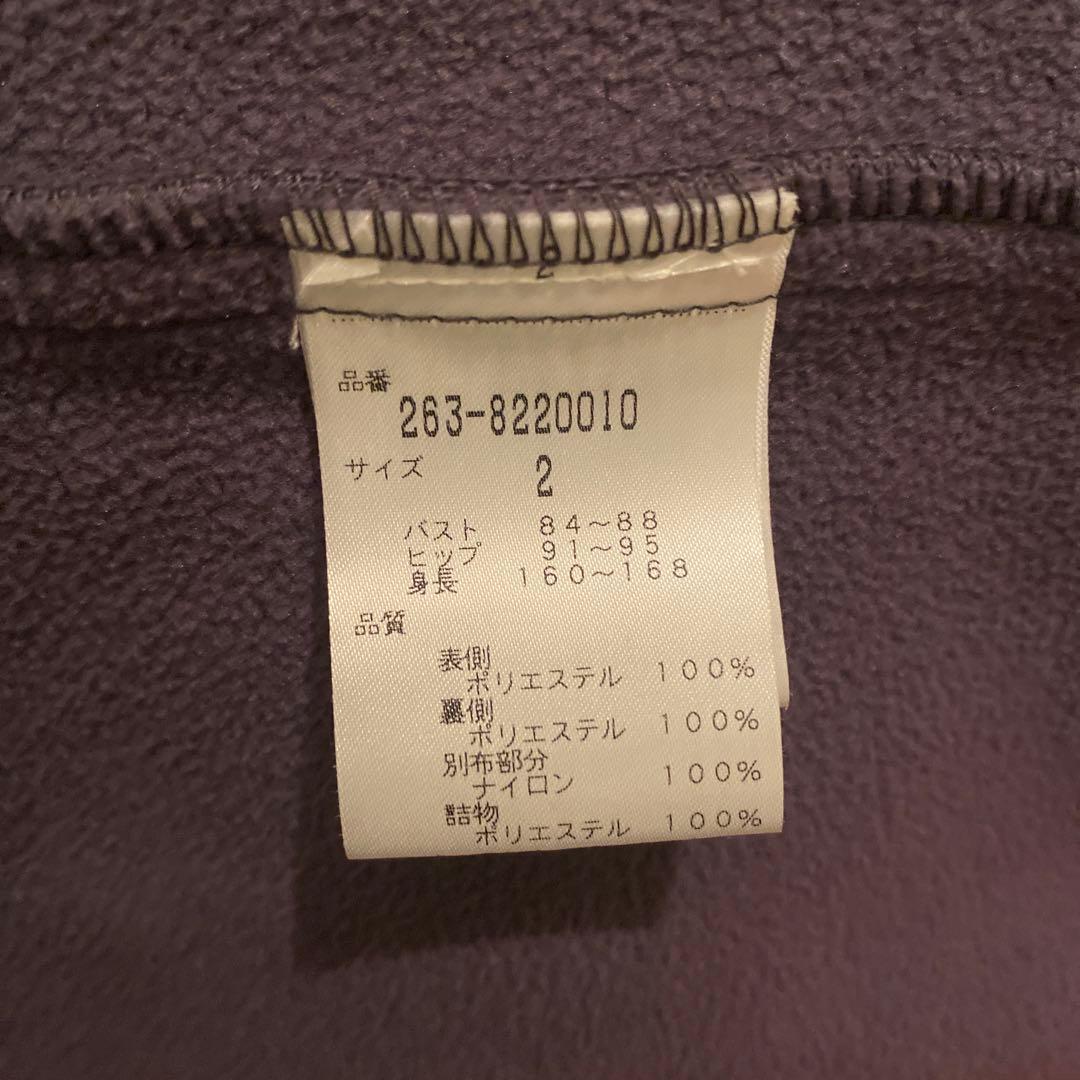 2
品番
263-8220010
サイズ 2
バスト 84～88
ヒップ 91～95
身長 160～168
品質
表側
ポリエステル 100%
裏側
ポリエステル 100%
別布部分
ナイロン 100%
詰物
ポリエステル 100%